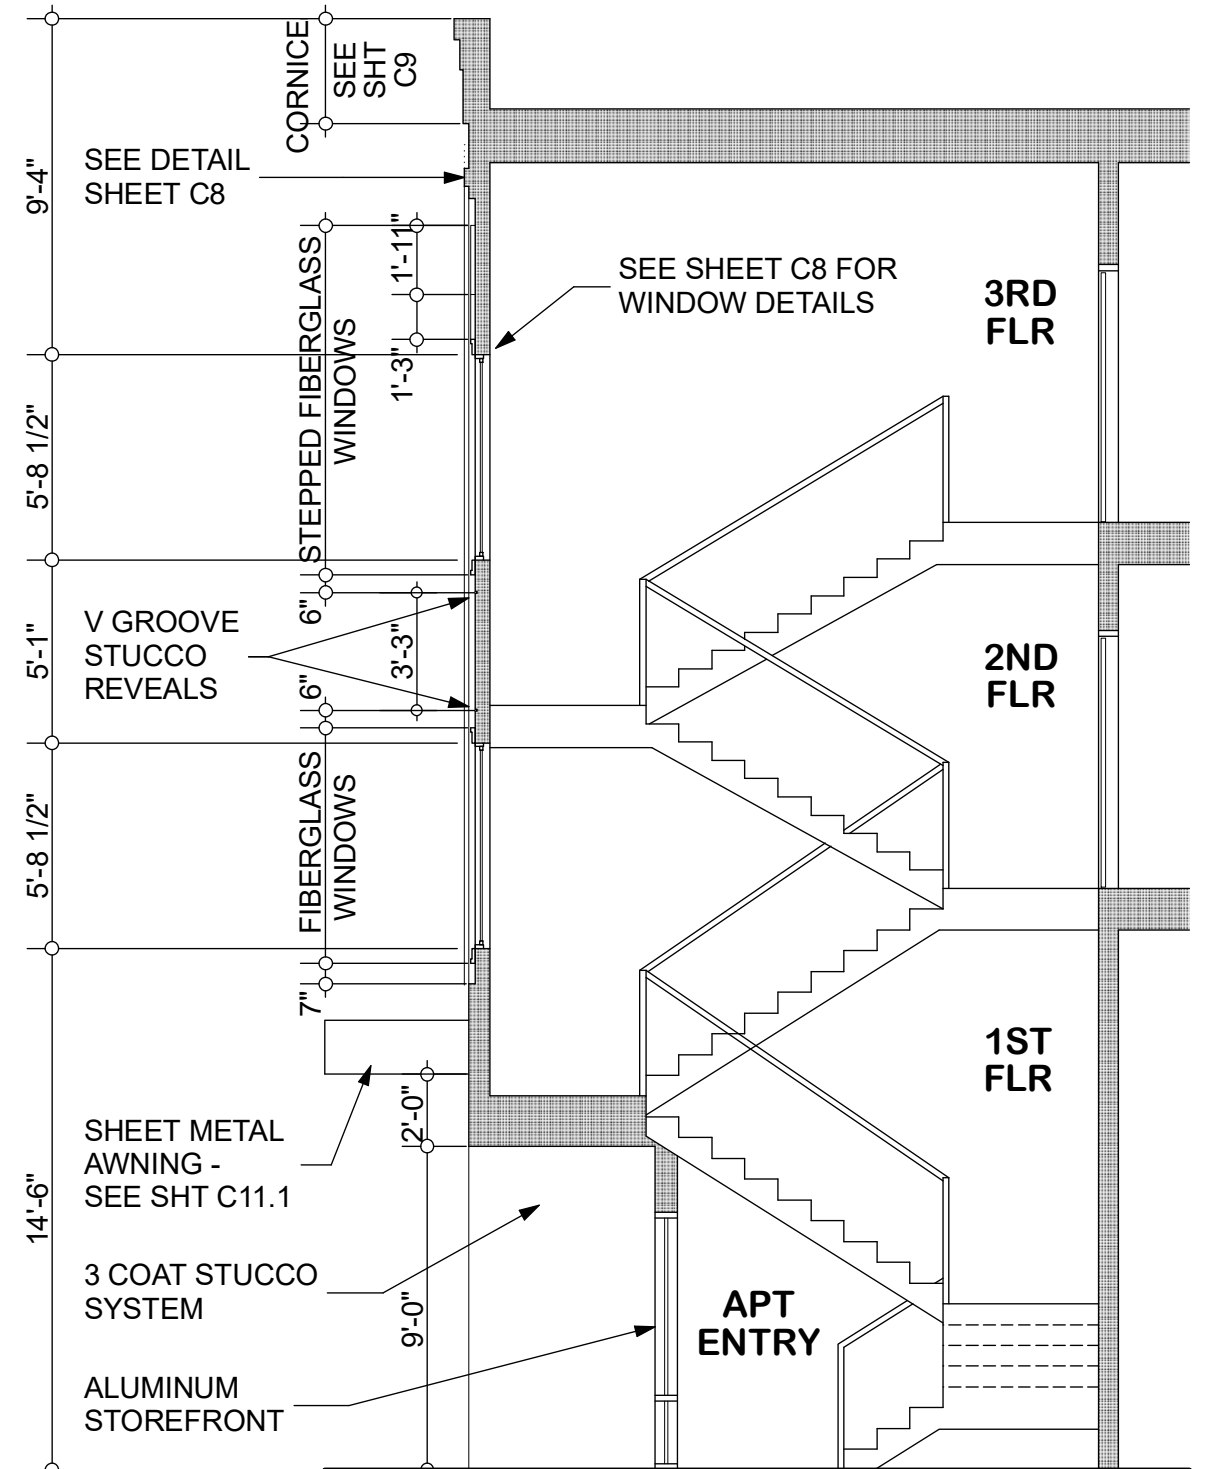 CORNICE
SEE
SHT
C9
SEE DETAIL
SHEET C8
9'-4"
1'-11"
SEE SHEET C8 FOR
WINDOW DETAILS
3RD
FLR
STEPPED FIBERGLASS
WINDOWS
1'-3"
5'-8 1/2"
6"
V GROOVE
STUCCO
REVEALS
3'-3"
5'-1"
6"
2ND
FLR
FIBERGLASS
WINDOWS
5'-8 1/2"
7"
1ST
FLR
2'-0"
SHEET METAL
AWNING -
SEE SHT C11.1
14'-6"
3 COAT STUCCO
SYSTEM
9'-0"
APT
ENTRY
ALUMINUM
STOREFRONT